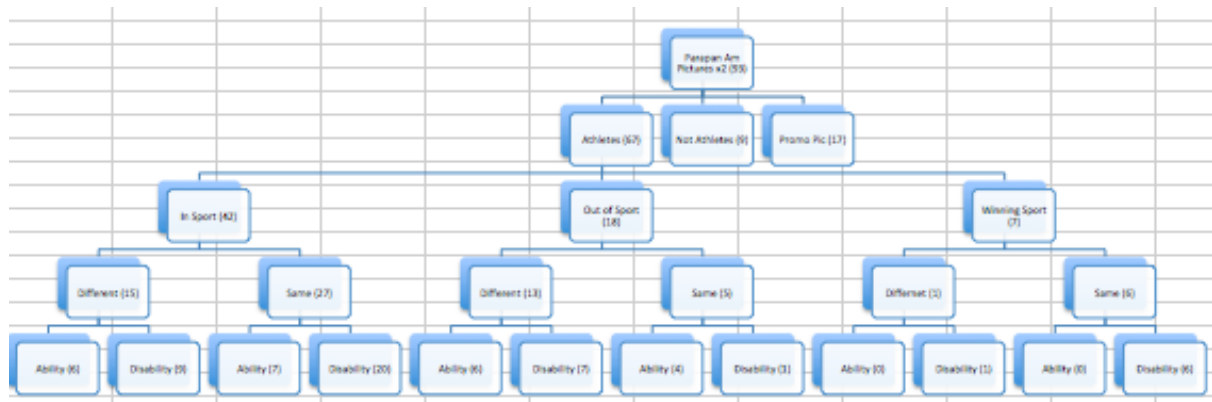 Parapan Am
Pictures x2 (93)
Athletes (67)
Not Athletes (9)
Promo Pic (17)
In Sport (42)
Out of Sport
(18)
Winning Sport
(7)
Different (15)
Same (27)
Different (13)
Same (5)
Differnet (1)
Same (6)
Ability (6)
Disability (9)
Ability (7)
Disability (20)
Ability (6)
Disability (7)
Ability (4)
Disability (1)
Ability (0)
Disability (1)
Ability (0)
Disability (6)